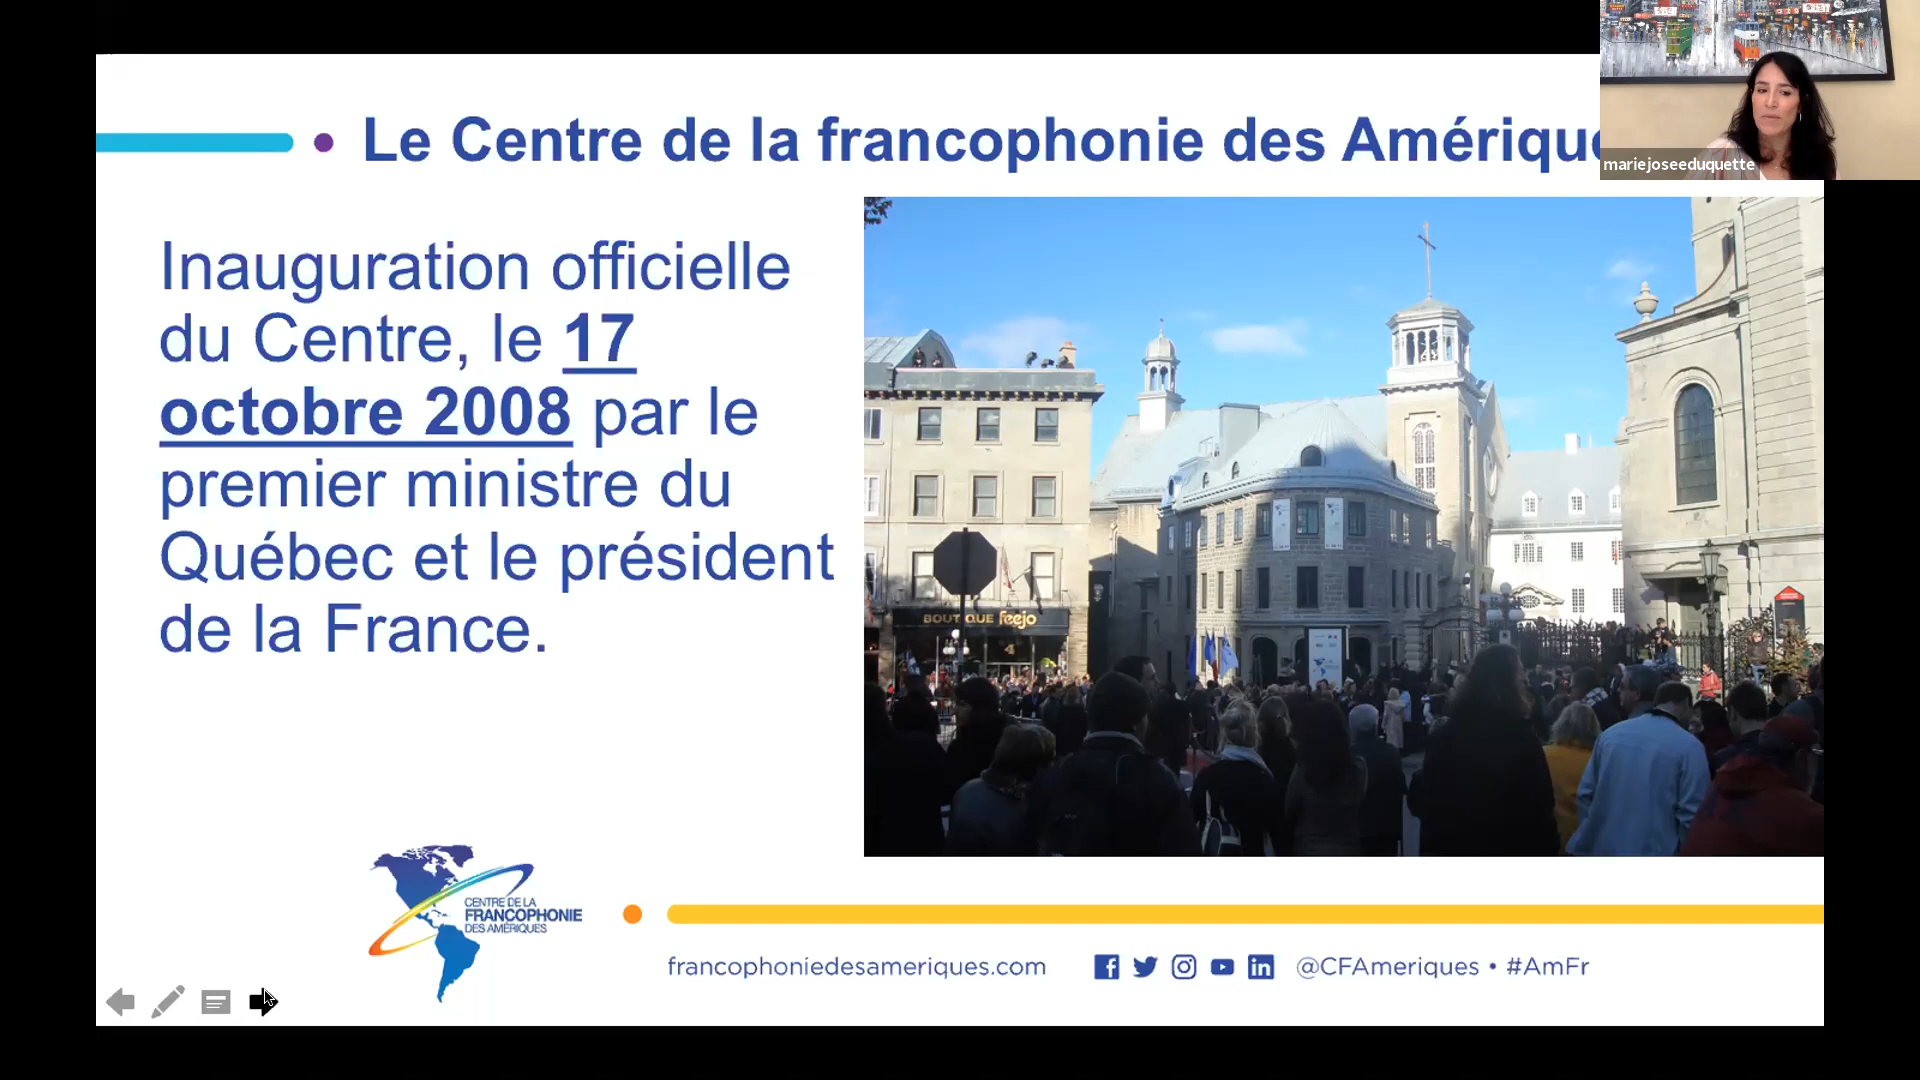 Le Centre de la francophonie des Amériqu
mariejoseeduquette
Inauguration officielle
du Centre, le 17
octobre 2008 par le
premier ministre du
Québec et le président
de la France.
BOUTIQUE feejo
CENTRE DE LA
FRANCOPHONIE
DES AMÉRIQUES
francophoniedesameriques.com
@CFAmeriques • #AmFr